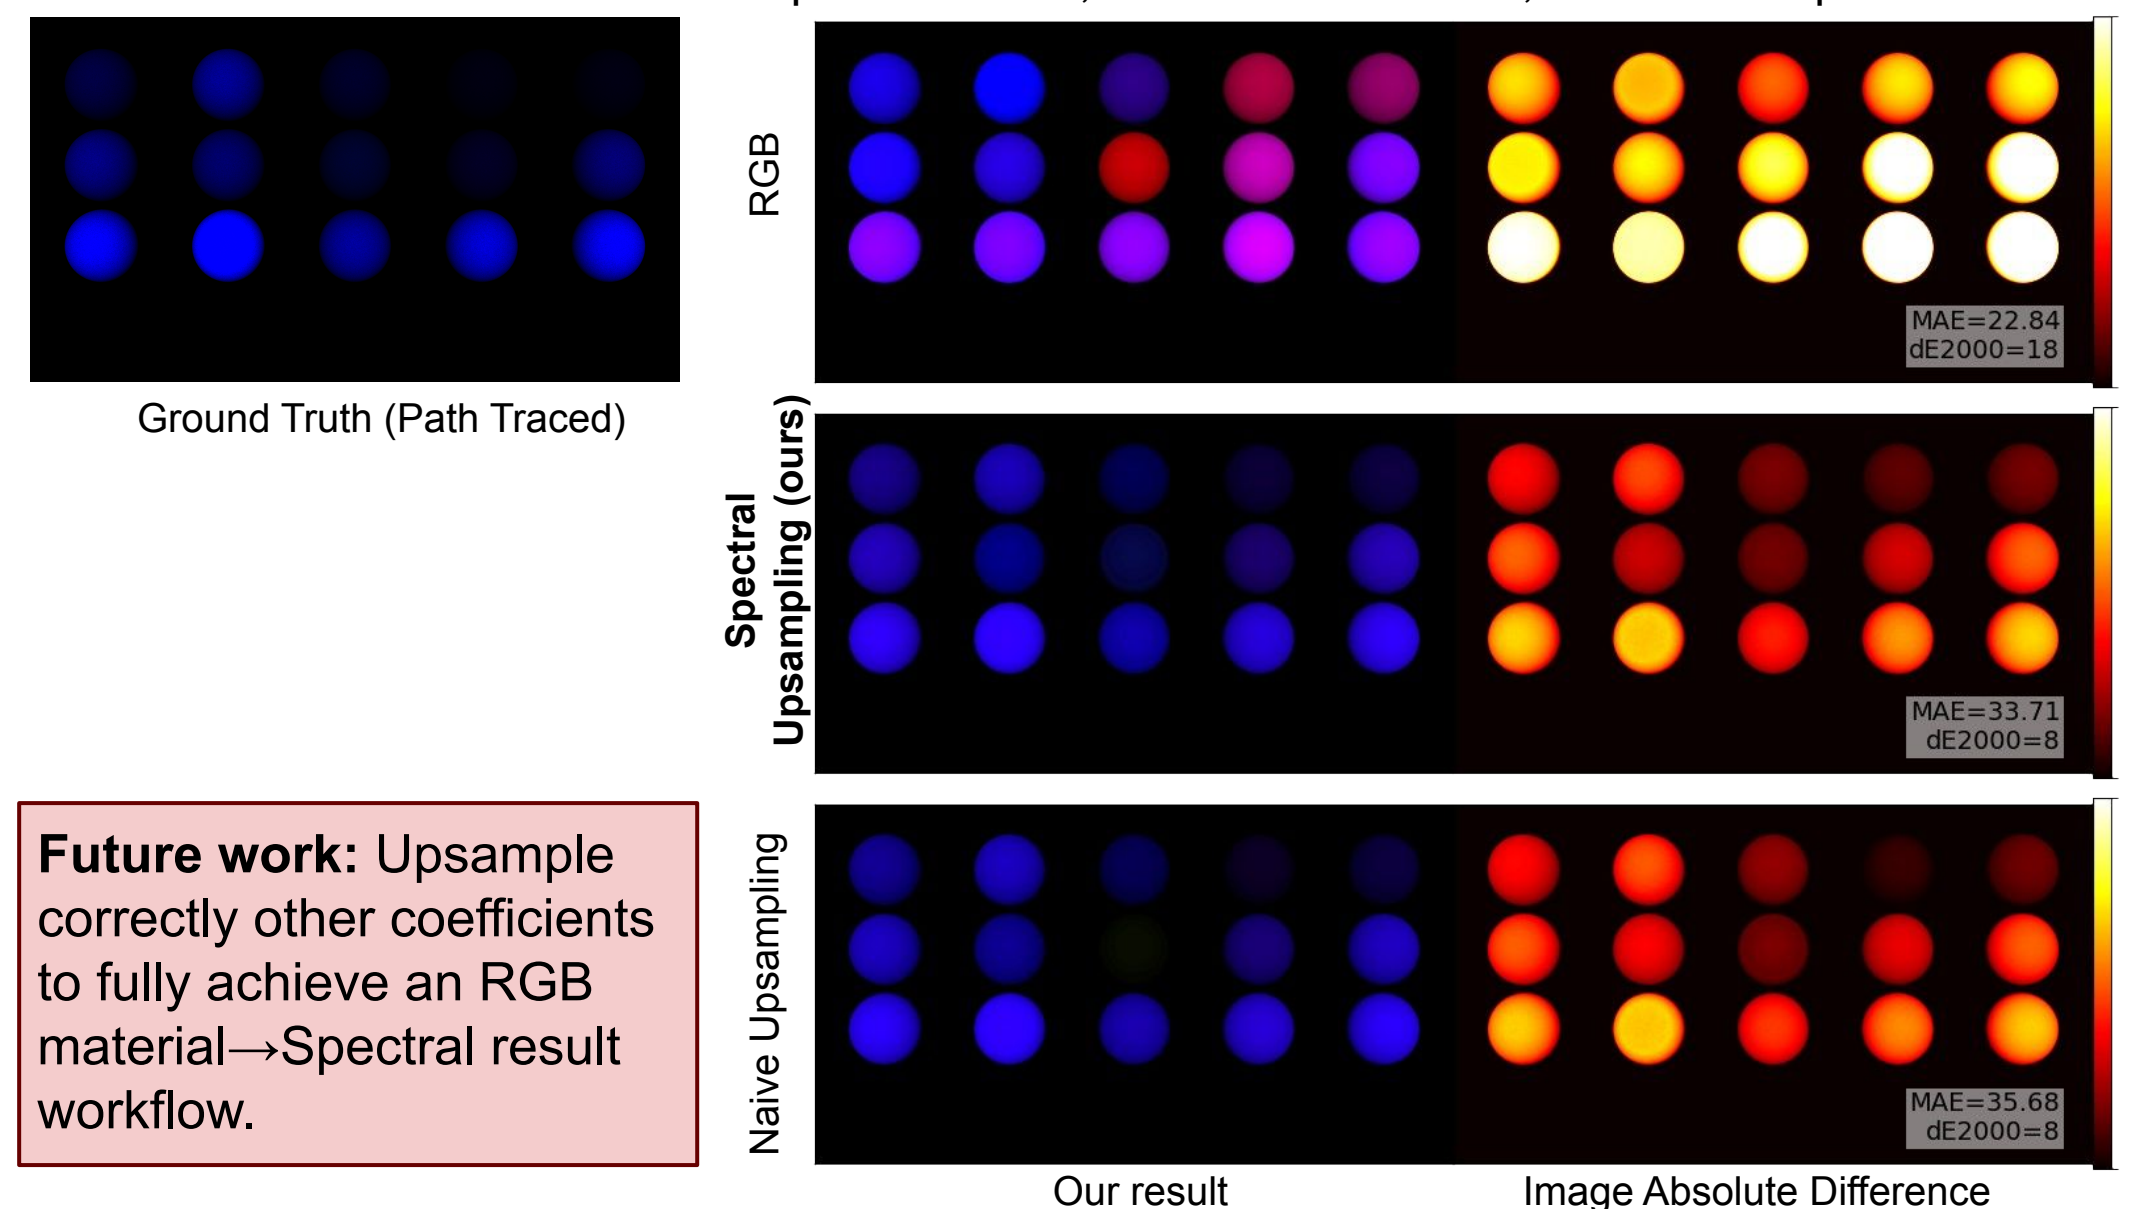 Ground Truth (Path Traced)
RGB
MAE=22.84
dE2000=18
Spectral
Upsampling (ours)
MAE=33.71
dE2000=8
Future work: Upsample
correctly other coefficients
to fully achieve an RGB
material→Spectral result
workflow.
Naive Upsampling
MAE=35.68
dE2000=8
Our result
Image Absolute Difference